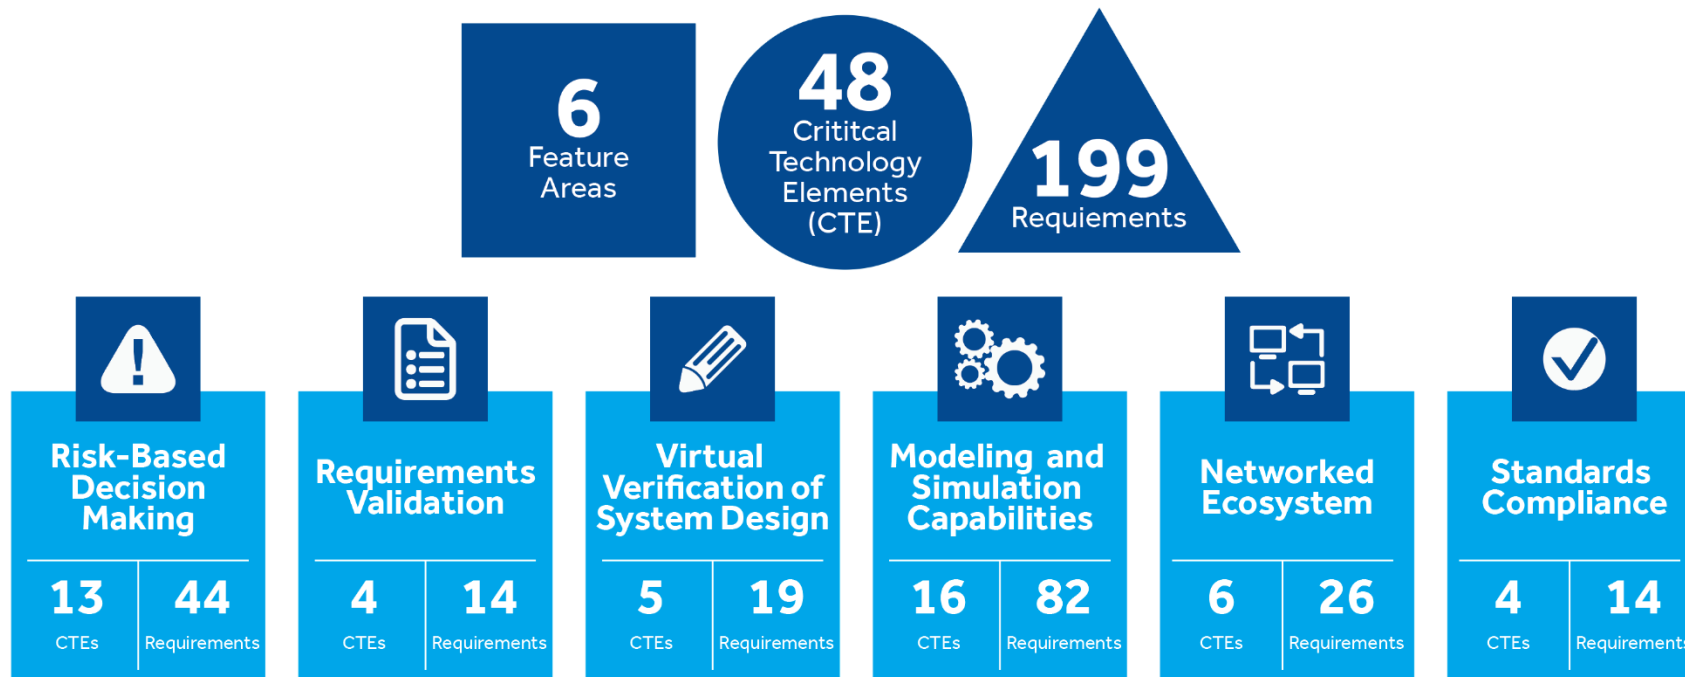 6
Feature
Areas
48
Crititcal
Technology
Elements
(CTE)
199
Requiements
Risk-Based
Decision
Making
13
CTEs
44
Requirements
Requirements
Validation
4
CTEs
14
Requirements
Virtual
Verification of
System Design
5
CTEs
19
Requirements
Modeling and
Simulation
Capabilities
16
CTEs
82
Requirements
Networked
Ecosystem
6
CTEs
26
Requirements
Standards
Compliance
4
CTEs
14
Requirements